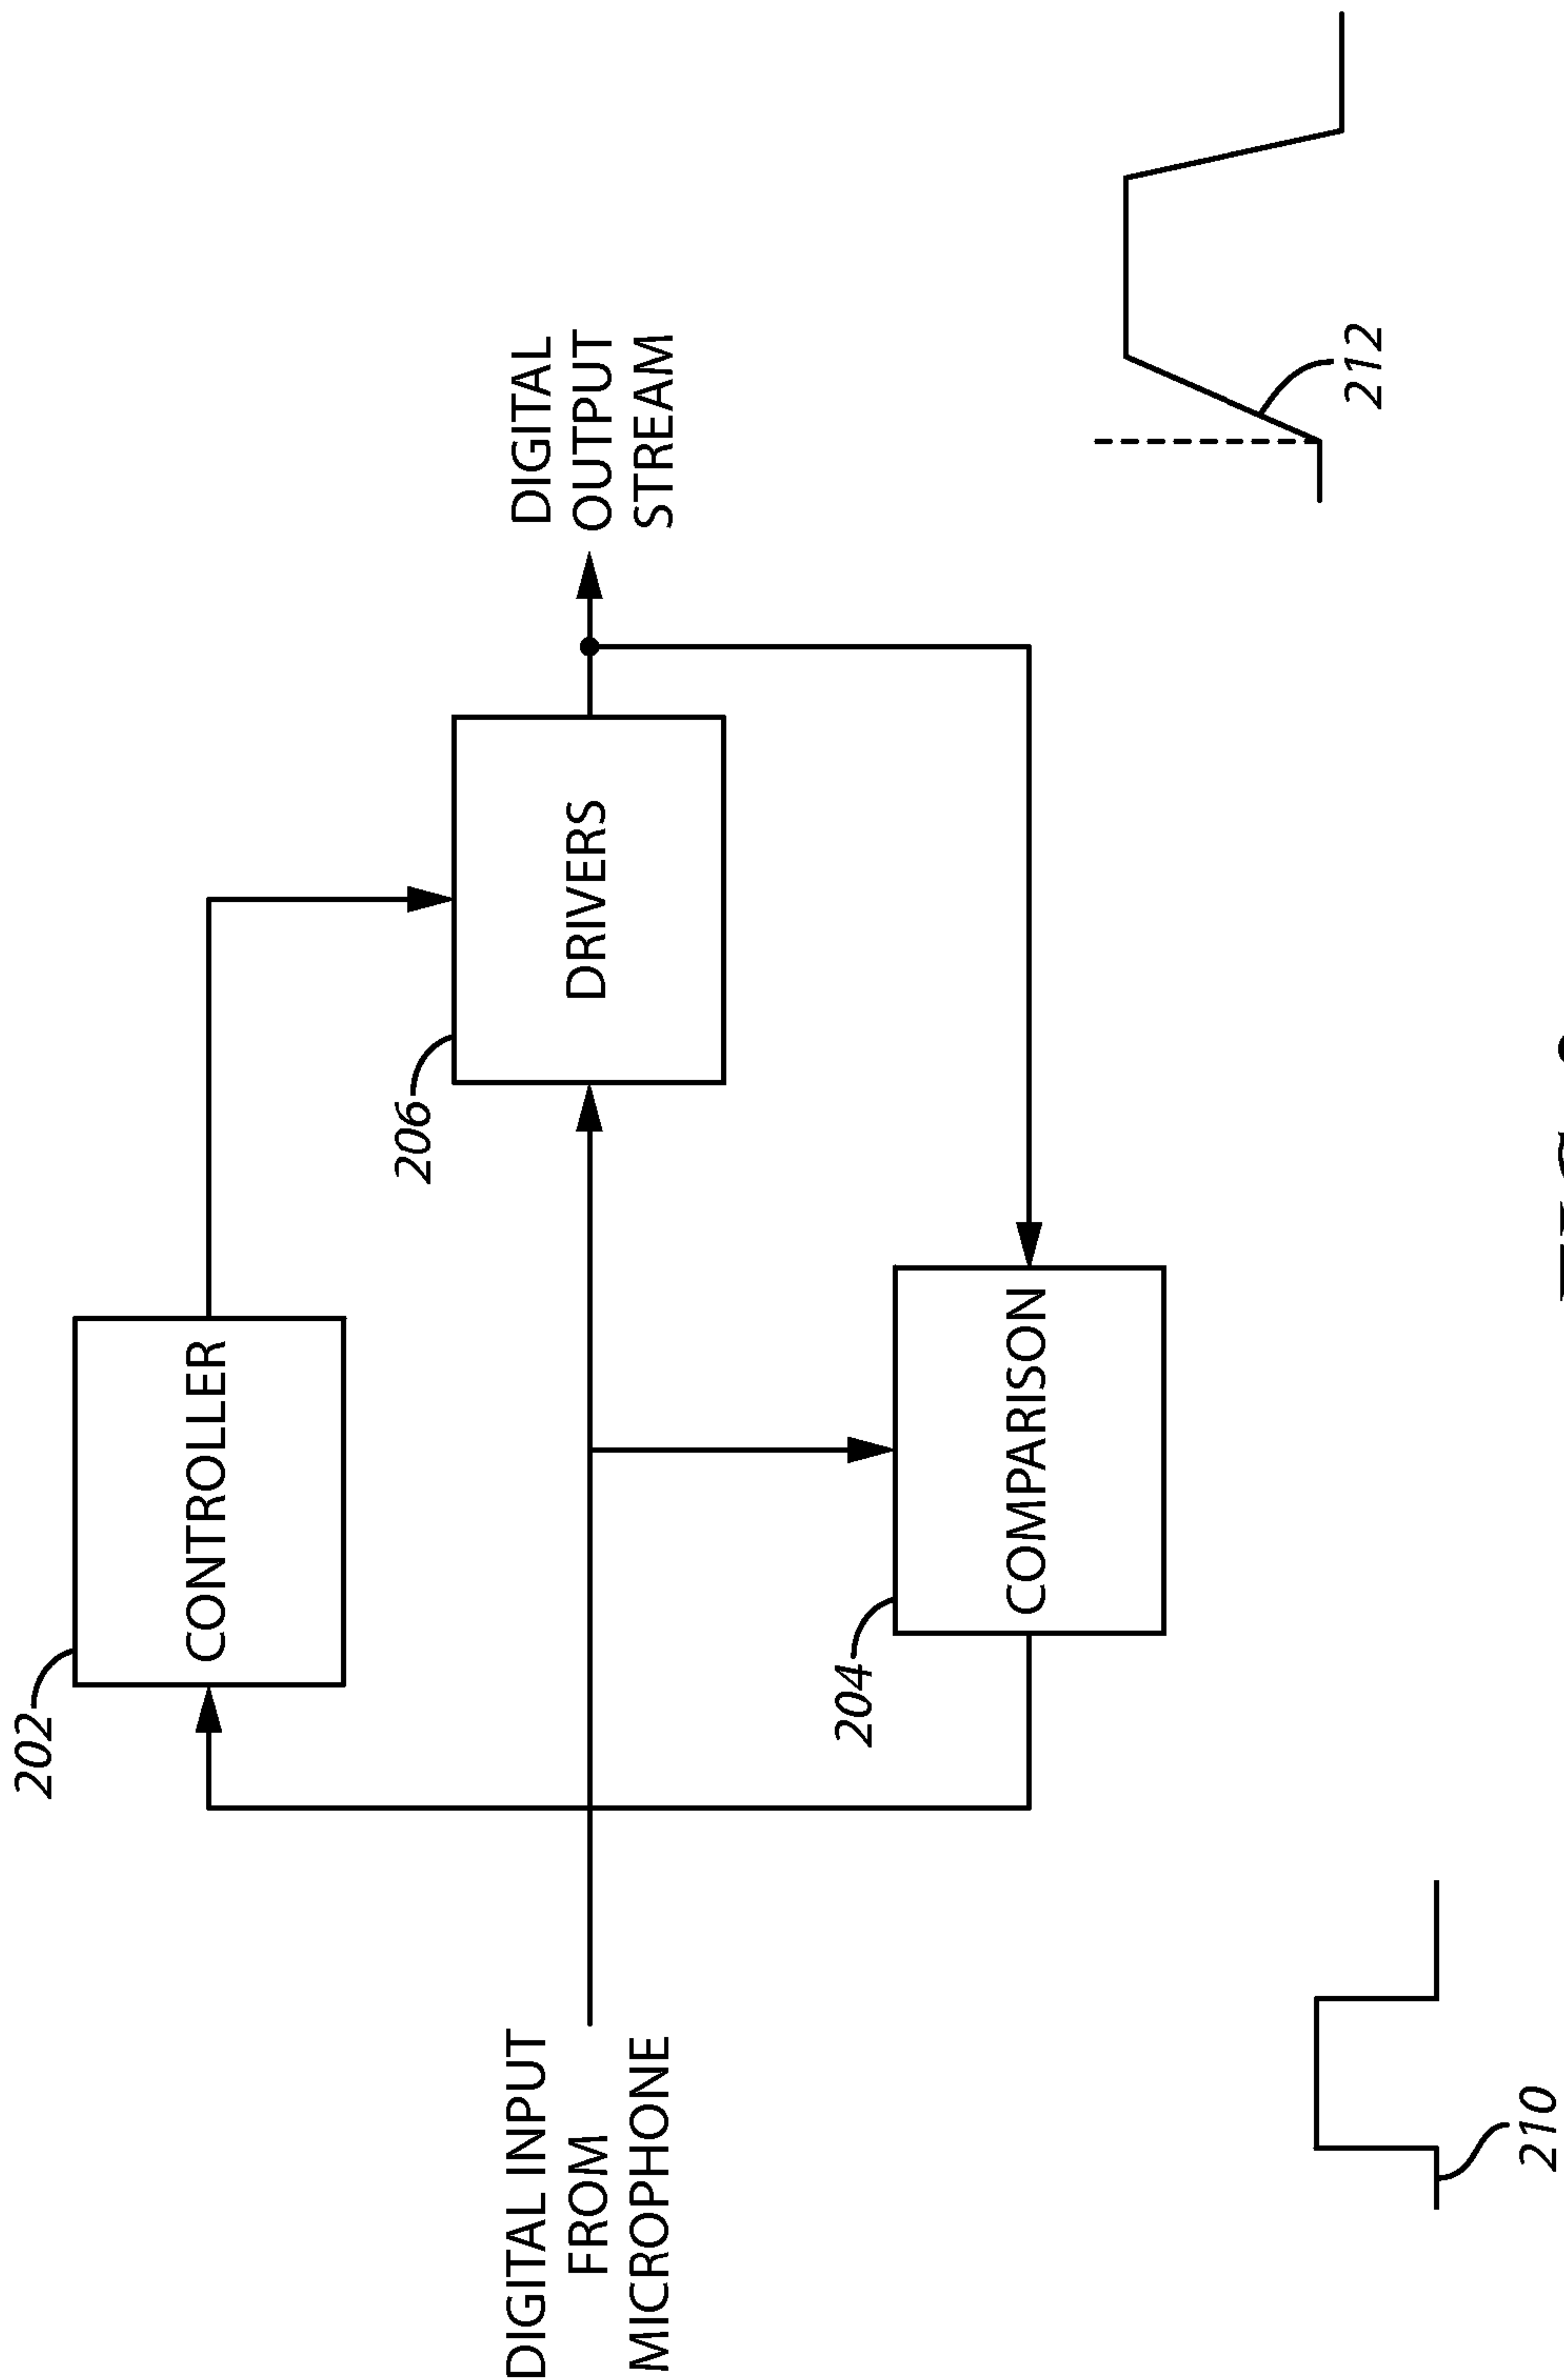 202
CONTROLLER
206
DRIVERS
DIGITAL INPUT
FROM
MICROPHONE
DIGITAL
OUTPUT
STREAM
204
COMPARISON
210
212